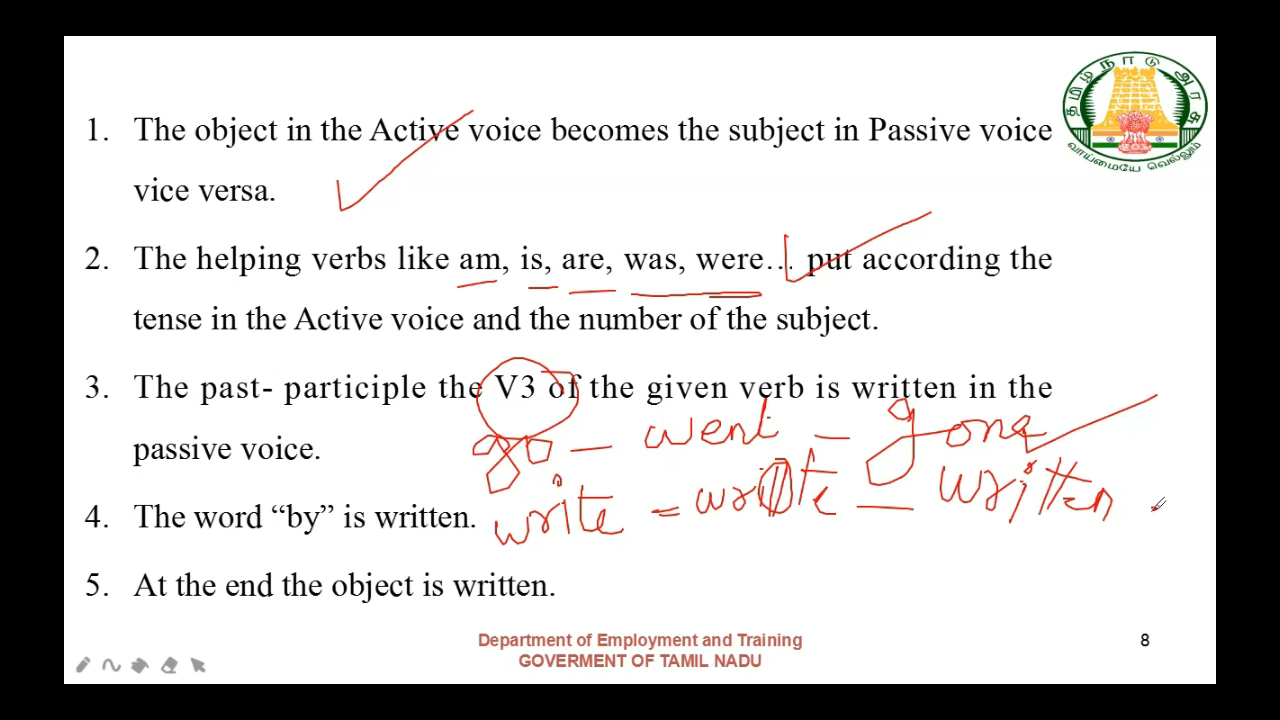 தமிழ்நாடு அரசு
வாய்மையே வெல்லும்
1. The object in the Active voice becomes the subject in Passive voice
vice versa.
2. The helping verbs like am, is, are, was, were… put according the
tense in the Active voice and the number of the subject.
3. The past- participle the V3 of the given verb is written in the
passive voice.
go — went — gone
4. The word “by” is written.
write = wrote — written
5. At the end the object is written.
Department of Employment and Training
GOVERMENT OF TAMIL NADU
8